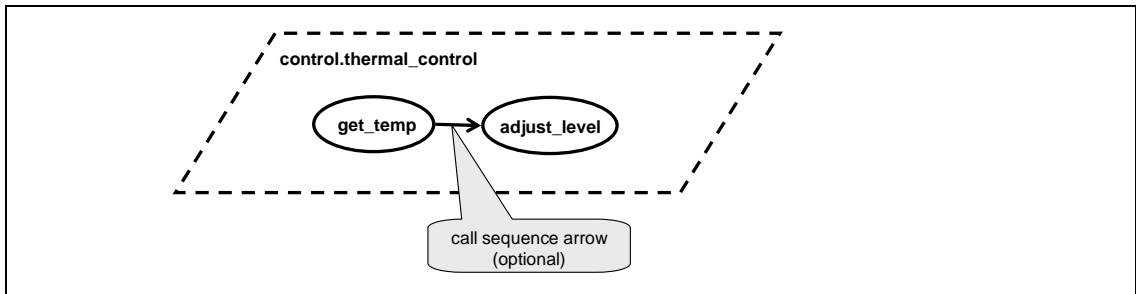 control.thermal_control
get_temp
adjust_level
call sequence arrow
(optional)